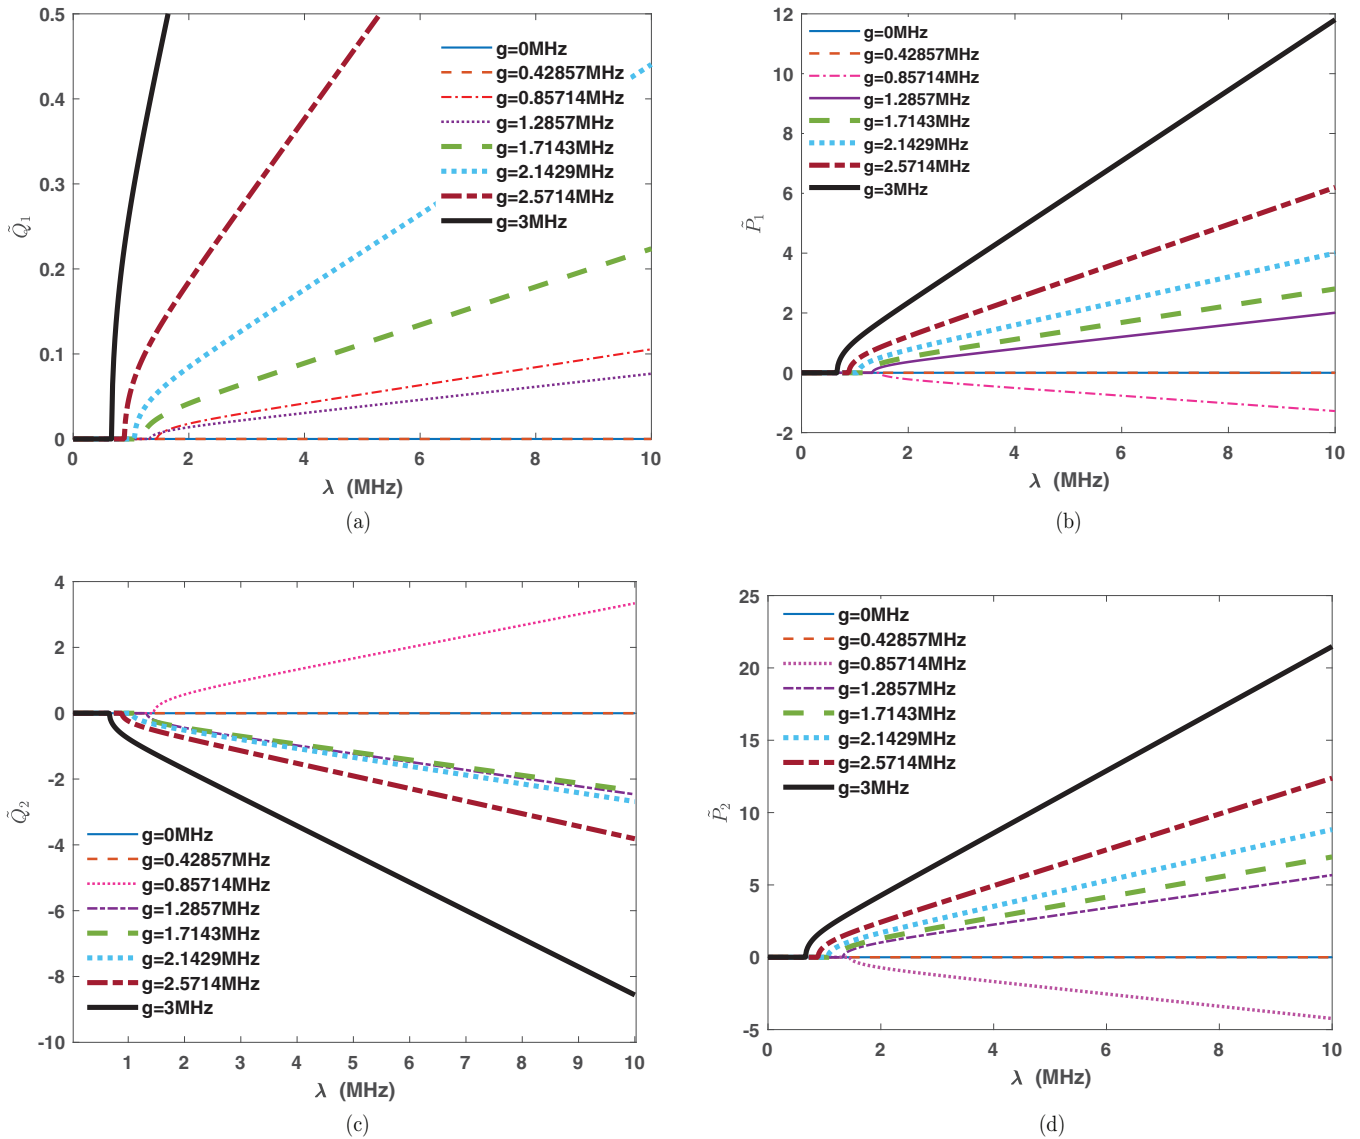 0.5
0.4
0.3
0.2
0.1
0
Q̃1
0 2 4 6 8 10
λ (MHz)
g=0MHz
g=0.42857MHz
g=0.85714MHz
g=1.2857MHz
g=1.7143MHz
g=2.1429MHz
g=2.5714MHz
g=3MHz
(a)
12
10
8
6
4
2
0
-2
P̃1
2 4 6 8 10
λ (MHz)
g=0MHz
g=0.42857MHz
g=0.85714MHz
g=1.2857MHz
g=1.7143MHz
g=2.1429MHz
g=2.5714MHz
g=3MHz
(b)
4
2
0
-2
-4
-6
-8
-10
Q̃2
1 2 3 4 5 6 7 8 9 10
λ (MHz)
g=0MHz
g=0.42857MHz
g=0.85714MHz
g=1.2857MHz
g=1.7143MHz
g=2.1429MHz
g=2.5714MHz
g=3MHz
(c)
25
20
15
10
5
0
-5
P̃2
0 2 4 6 8 10
λ (MHz)
g=0MHz
g=0.42857MHz
g=0.85714MHz
g=1.2857MHz
g=1.7143MHz
g=2.1429MHz
g=2.5714MHz
g=3MHz
(d)